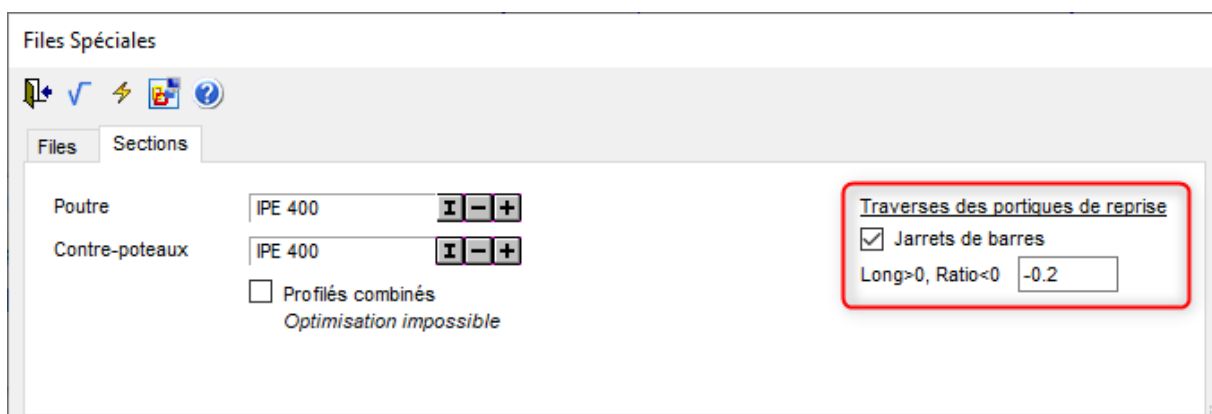 Files Spéciales
Files Sections
Poutre IPE 400
Contre-poteaux IPE 400
Profilés combinés
Optimisation impossible
Traverses des portiques de reprise
Jarrets de barres
Long>0, Ratio<0 -0.2